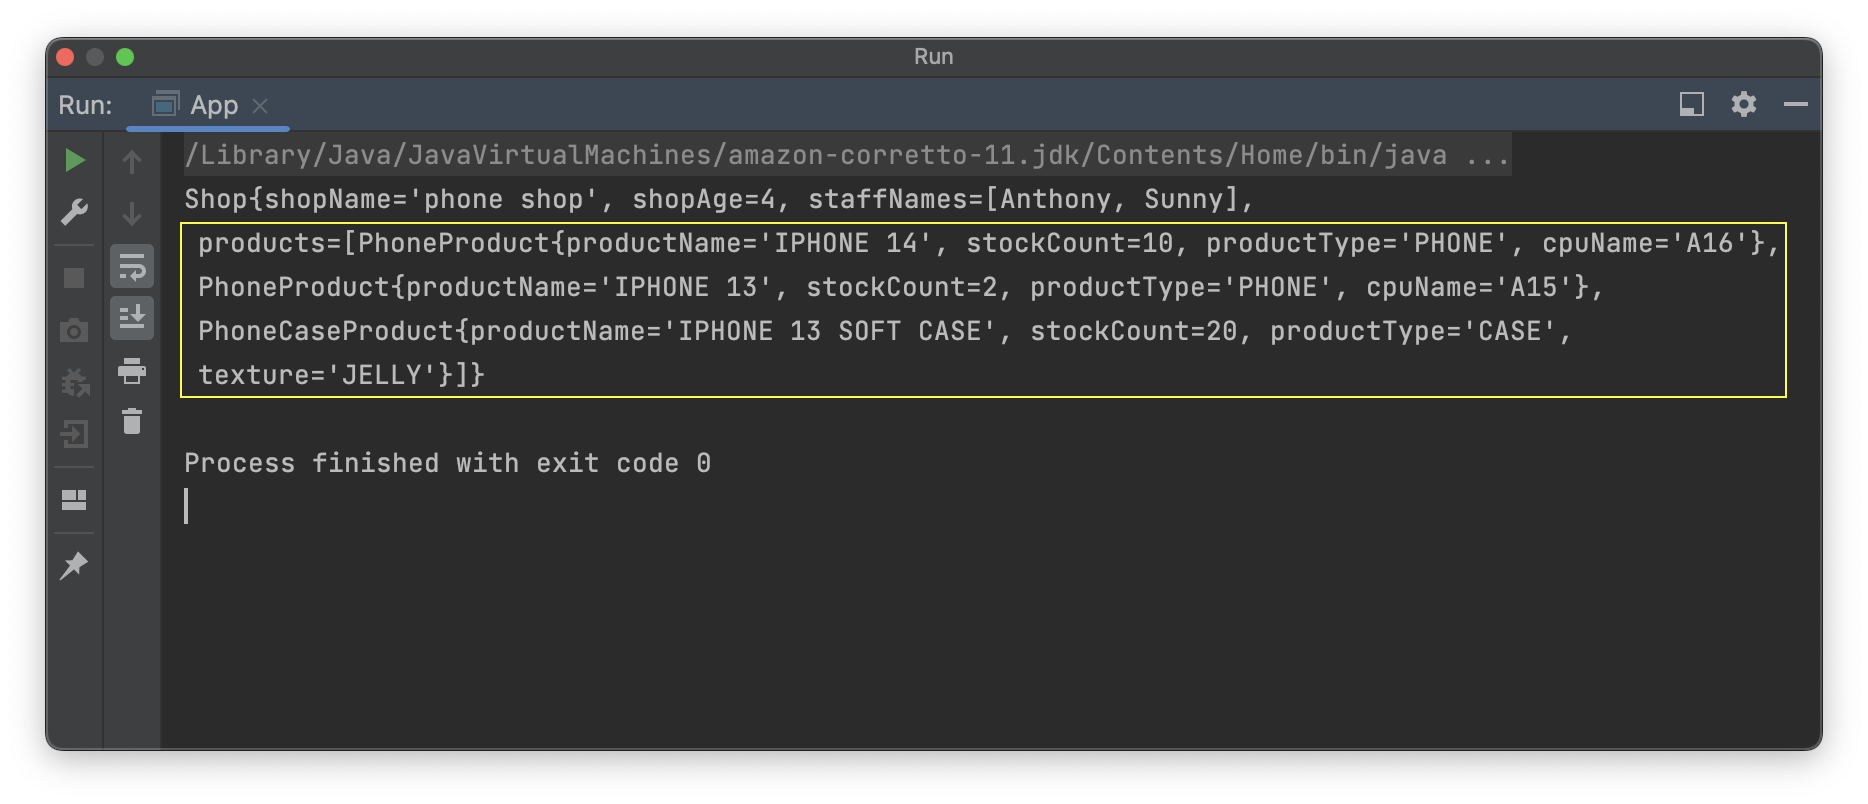 Run
Run: App
/Library/Java/JavaVirtualMachines/amazon-corretto-11.jdk/Contents/Home/bin/java ...
Shop{shopName='phone shop', shopAge=4, staffNames=[Anthony, Sunny],
products=[PhoneProduct{productName='IPHONE 14', stockCount=10, productType='PHONE', cpuName='A16'},
PhoneProduct{productName='IPHONE 13', stockCount=2, productType='PHONE', cpuName='A15'},
PhoneCaseProduct{productName='IPHONE 13 SOFT CASE', stockCount=20, productType='CASE',
texture='JELLY'}]}
Process finished with exit code 0